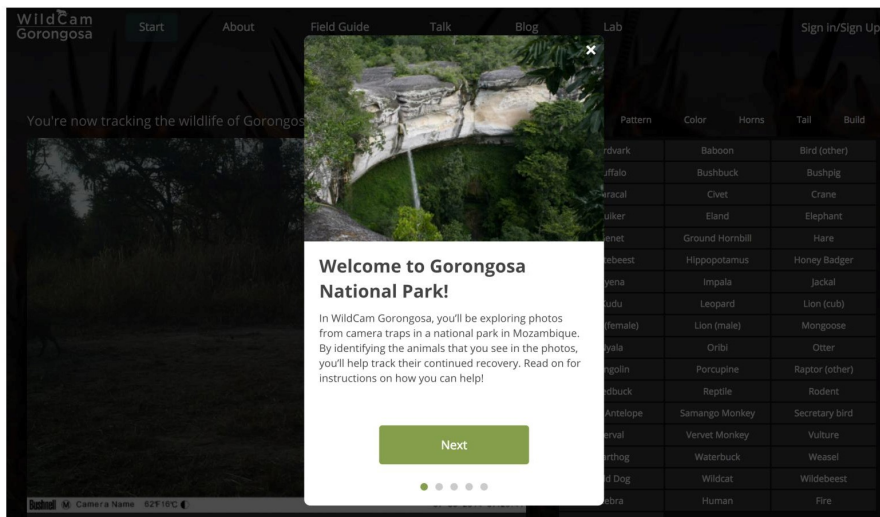 WildCam
Gorongosa
Start
About
Field Guide
Talk
Blog
Lab
Sign in/Sign Up
You're now tracking the wildlife of
Pattern
Color
Horns
Tail
Build
Baboon
Bird (other)
Bushbuck
Bushpig
Civet
Crane
Eland
Elephant
Ground Hornbill
Hare
Hippopotamus
Honey Badger
Impala
Jackal
Leopard
Lion (cub)
(female)
Lion (male)
Mongoose
Oribi
Otter
Porcupine
Raptor (other)
Reptile
Rodent
Antelope
Samango Monkey
Secretary bird
Vervet Monkey
Vulture
Waterbuck
Weasel
Dog
Wildcat
Wildebeest
Human
Fire
Welcome to Gorongosa
National Park!
In WildCam Gorongosa, you'll be exploring photos
from camera traps in a national park in Mozambique.
By identifying the animals that you see in the photos,
you'll help track their continued recovery. Read on for
instructions on how you can help!
Next
Bushnell M Camera Name 62°F18°C